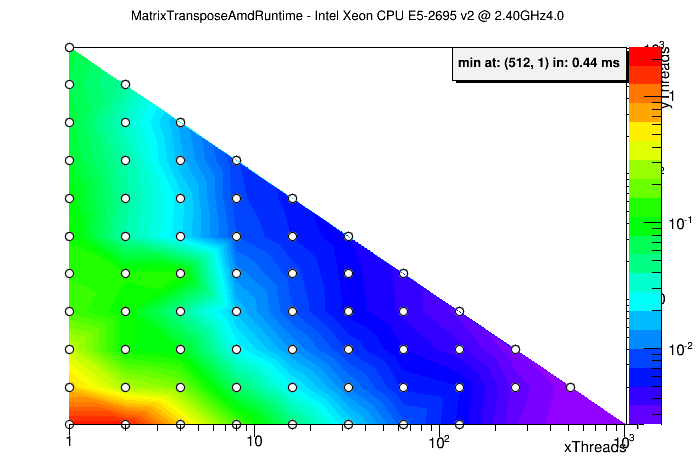 MatrixTransposeAmdRuntime - Intel Xeon CPU E5-2695 v2 @ 2.40GHz4.0
min at: (512, 1) in: 0.44 ms
yThreads
10³
1
10⁻¹
10⁻²
1
10
10²
10³
xThreads